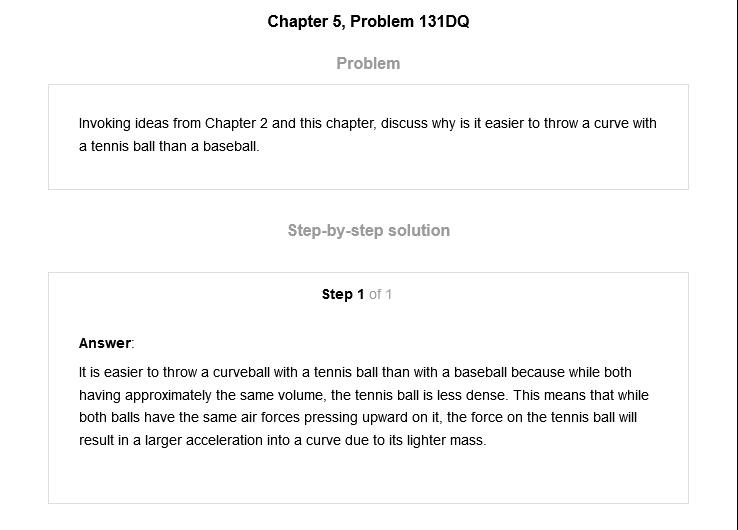 Chapter 5, Problem 131DQ
Problem
Invoking ideas from Chapter 2 and this chapter, discuss why is it easier to throw a curve with
a tennis ball than a baseball.
Step-by-step solution
Step 1 of 1
Answer:
It is easier to throw a curveball with a tennis ball than with a baseball because while both
having approximately the same volume, the tennis ball is less dense. This means that while
both balls have the same air forces pressing upward on it, the force on the tennis ball will
result in a larger acceleration into a curve due to its lighter mass.